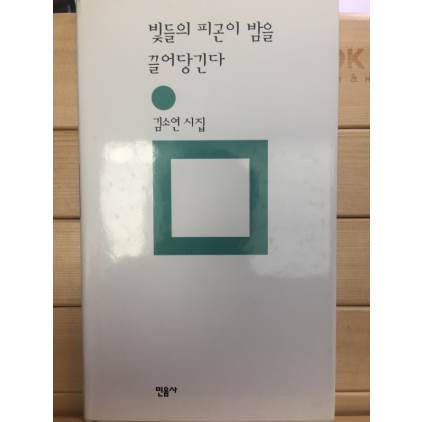 빛들의 피곤이 밤을
끌어당긴다
김소연 시집
민음사
OK